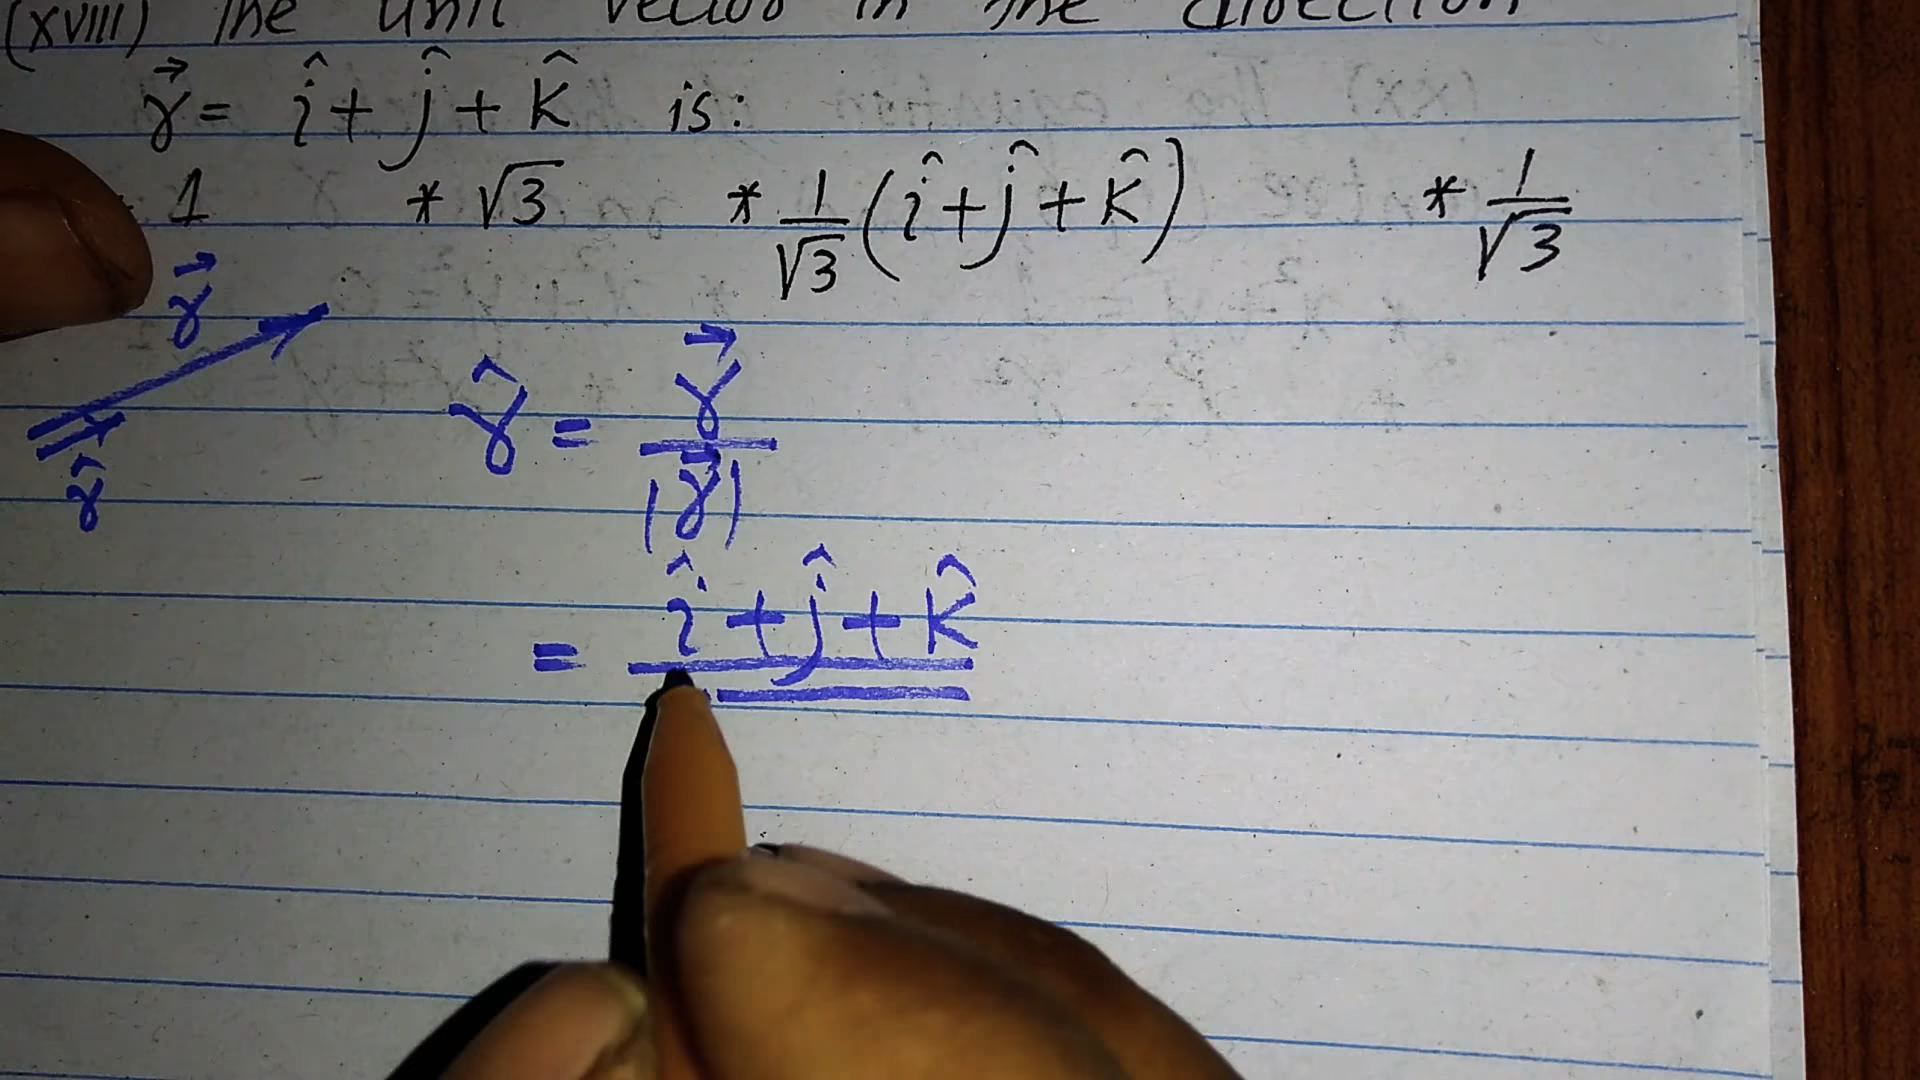 (xviii) The unit vector in the direction
r⃗ = î + ĵ + k̂ is:
1 * √3 * 1/√3 (î + ĵ + k̂) * 1/√3
r⃗
r̂
r̂ = r⃗ / |r⃗|
= î + ĵ + k̂